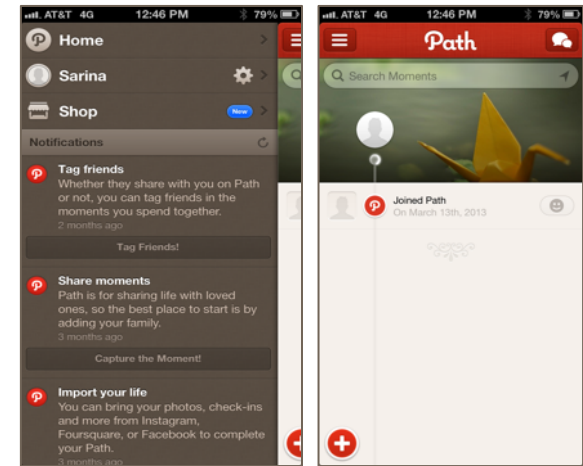 AT&T 4G 12:46 PM 79%
Home
Sarina
Shop New
Notifications
Tag friends
Whether they share with you on Path
or not, you can tag friends in the
moments you spend together.
2 months ago
Tag Friends!
Share moments
Path is for sharing life with loved
ones, so the best place to start is by
adding your family.
3 months ago
Capture the Moment!
Import your life
You can bring your photos, check-ins
and more from Instagram,
Foursquare, or Facebook to complete
your Path.
3 months ago
AT&T 4G 12:46 PM 79%
Path
Search Moments
Joined Path
On March 13th, 2013